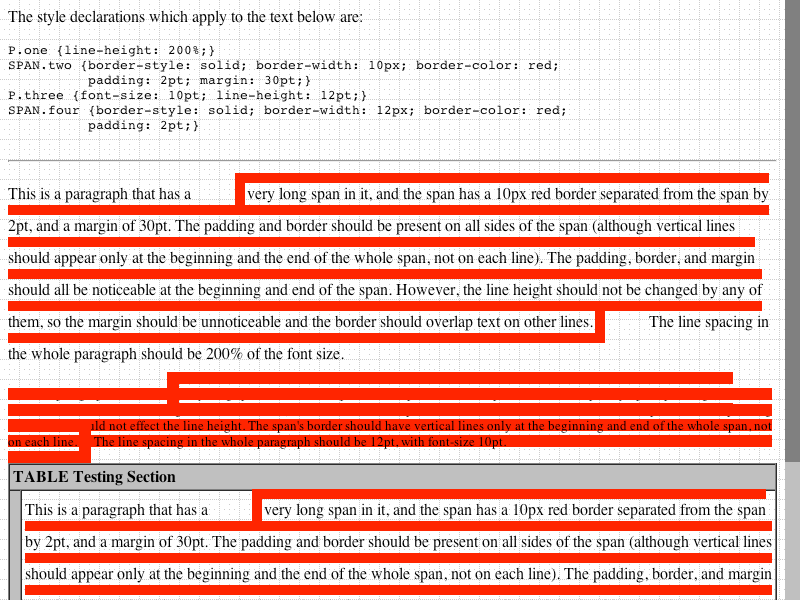 The style declarations which apply to the text below are:
P.one {line-height: 200%;}
SPAN.two {border-style: solid; border-width: 10px; border-color: red;
padding: 2pt; margin: 30pt;}
P.three {font-size: 10pt; line-height: 12pt;}
SPAN.four {border-style: solid; border-width: 12px; border-color: red;
padding: 2pt;}
This is a paragraph that has a very long span in it, and the span has a 10px red border separated from the span by
2pt, and a margin of 30pt. The padding and border should be present on all sides of the span (although vertical lines
should appear only at the beginning and the end of the whole span, not on each line). The padding, border, and margin
should all be noticeable at the beginning and end of the span. However, the line height should not be changed by any of
them, so the margin should be unnoticeable and the border should overlap text on other lines. The line spacing in
the whole paragraph should be 200% of the font size.
not effect the line height. The span's border should have vertical lines only at the beginning and end of the whole span, not
on each line. The line spacing in the whole paragraph should be 12pt, with font-size 10pt.
TABLE Testing Section
This is a paragraph that has a very long span in it, and the span has a 10px red border separated from the span
by 2pt, and a margin of 30pt. The padding and border should be present on all sides of the span (although vertical lines
should appear only at the beginning and the end of the whole span, not on each line). The padding, border, and margin